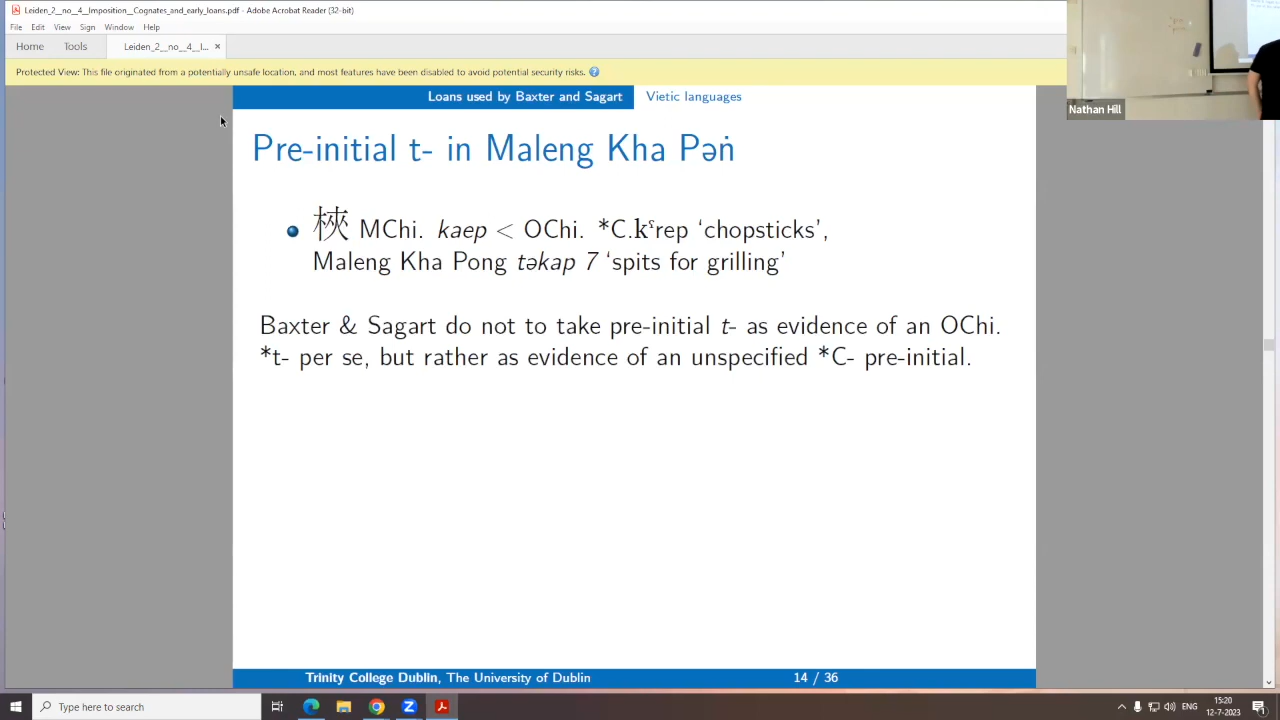 Leiden_2__no__4__Imposition__Cognates_and_early_loans.pdf - Adobe Acrobat Reader (32-bit)
File Edit View Sign Window Help
Home Tools Leiden_2__no__4__I... ×
Protected View: This file originated from a potentially unsafe location, and most features have been disabled to avoid potential security risks. ?
Nathan Hill
Loans used by Baxter and Sagart Vietic languages
Pre-initial t- in Maleng Kha Pəṅ
梜 MChi. kaep < OChi. *C.kˤrep ‘chopsticks’,
Maleng Kha Pong təkap 7 ‘spits for grilling’
Baxter & Sagart do not to take pre-initial t- as evidence of an OChi.
*t- per se, but rather as evidence of an unspecified *C- pre-initial.
Trinity College Dublin, The University of Dublin 14 / 36
Type here to search
15:20
12-7-2023